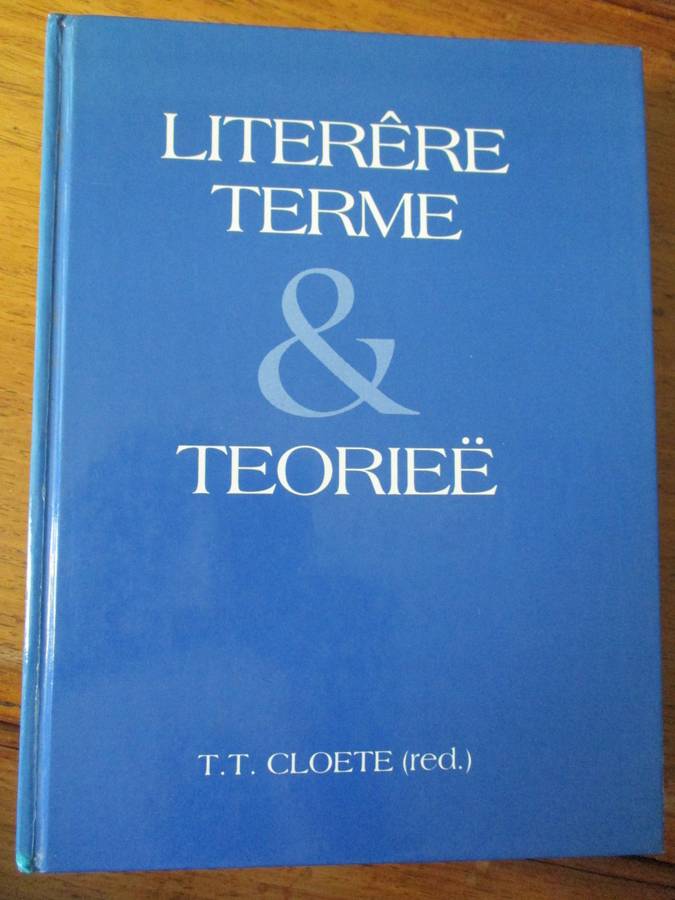 LITERÊRE
TERME
&
TEORIEË
T.T. CLOETE (red.)